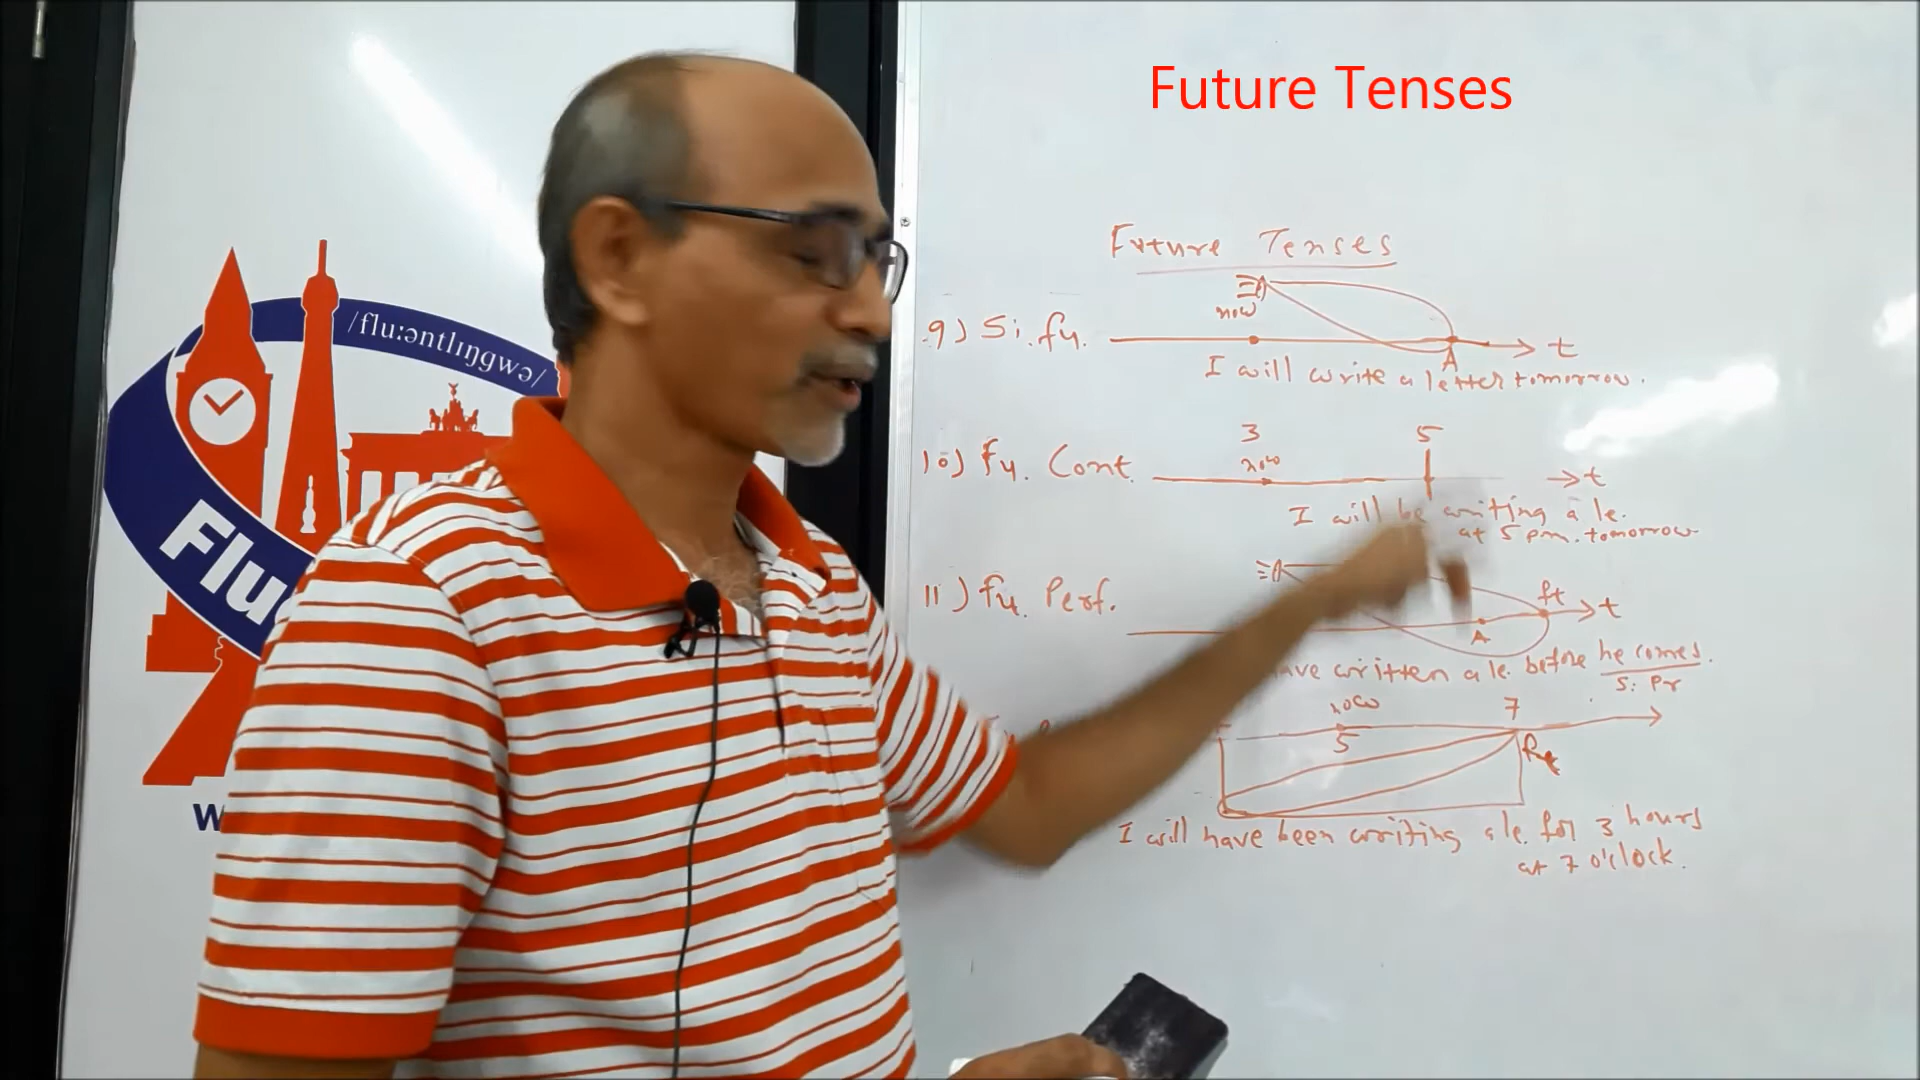 Future Tenses
/flu:əntlɪŋgwə/
Flu
W
Future Tenses
now
9) Si. fu. t
A
I will write a letter tomorrow.
3 5
now
10) Fu. Cont. t
I will be writing a le.
at 5 pm. tomorrow
11) Fu. Perf. A t
ave written a le. before he comes.
S. Pr
now 7
5
I will have been writing a le. for 3 hours
at 7 o'clock.